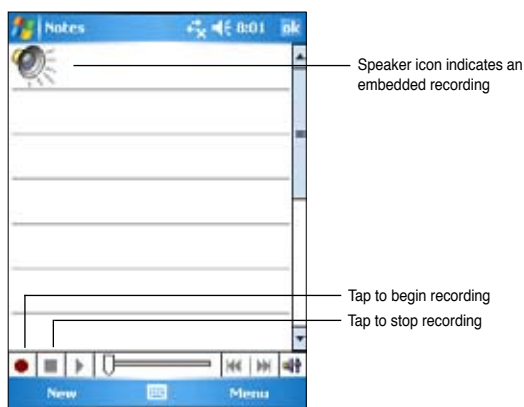 Notes 8:01 ok
Speaker icon indicates an
embedded recording
Tap to begin recording
Tap to stop recording
New Menu